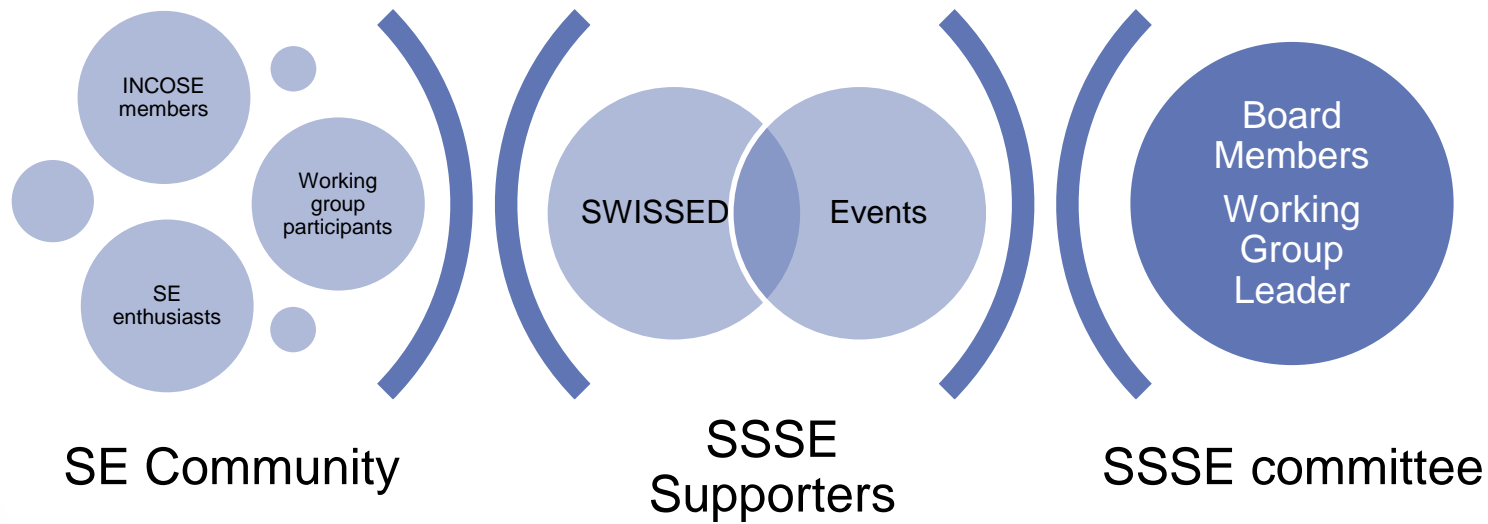 INCOSE
members
Working
group
participants
SE
enthusiasts
SE Community
SWISSED
Events
SSSE
Supporters
Board
Members
Working
Group
Leader
SSSE committee